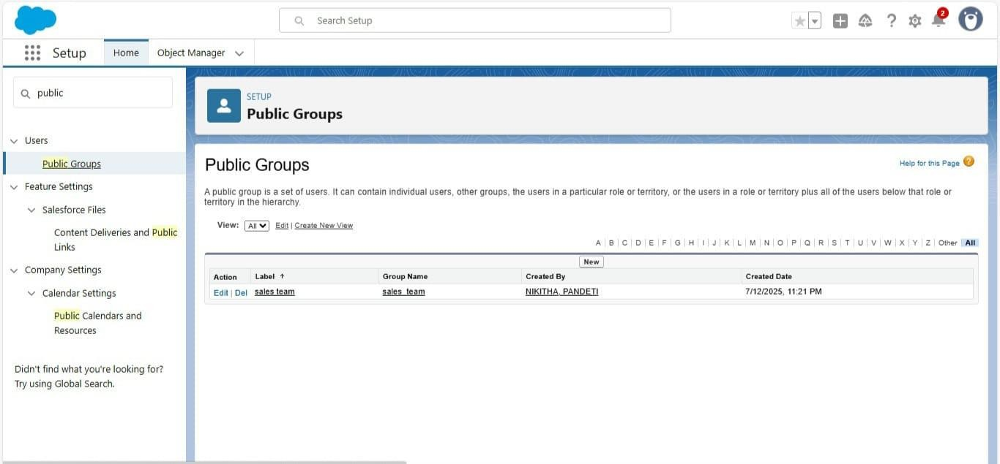 Search Setup
2
Setup
Home
Object Manager
public
Users
Public Groups
Feature Settings
Salesforce Files
Content Deliveries and Public
Links
Company Settings
Calendar Settings
Public Calendars and
Resources
Didn't find what you're looking for?
Try using Global Search.
SETUP
Public Groups
Public Groups
Help for this Page ?
A public group is a set of users. It can contain individual users, other groups, the users in a particular role or territory, or the users in a role or territory plus all of the users below that role or
territory in the hierarchy.
View: All Edit | Create New View
A | B | C | D | E | F | G | H | I | J | K | L | M | N | O | P | Q | R | S | T | U | V | W | X | Y | Z | Other All
New
Action Label ↑ Group Name Created By Created Date
Edit | Del sales team sales_team NIKITHA, PANDETI 7/12/2025, 11:21 PM